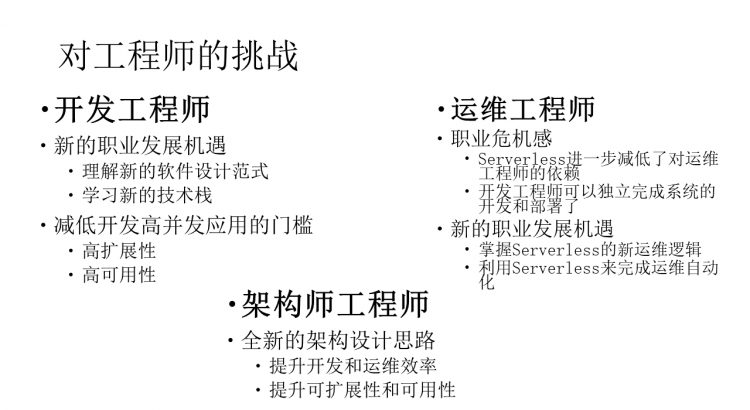 对工程师的挑战
•开发工程师
• 新的职业发展机遇
• 理解新的软件设计范式
• 学习新的技术栈
• 减低开发高并发应用的门槛
• 高扩展性
• 高可用性
•运维工程师
• 职业危机感
• Serverless进一步减低了对运维
工程师的依赖
• 开发工程师可以独立完成系统的
开发和部署了
• 新的职业发展机遇
• 掌握Serverless的新运维逻辑
• 利用Serverless来完成运维自动
化
•架构师工程师
• 全新的架构设计思路
• 提升开发和运维效率
• 提升可扩展性和可用性